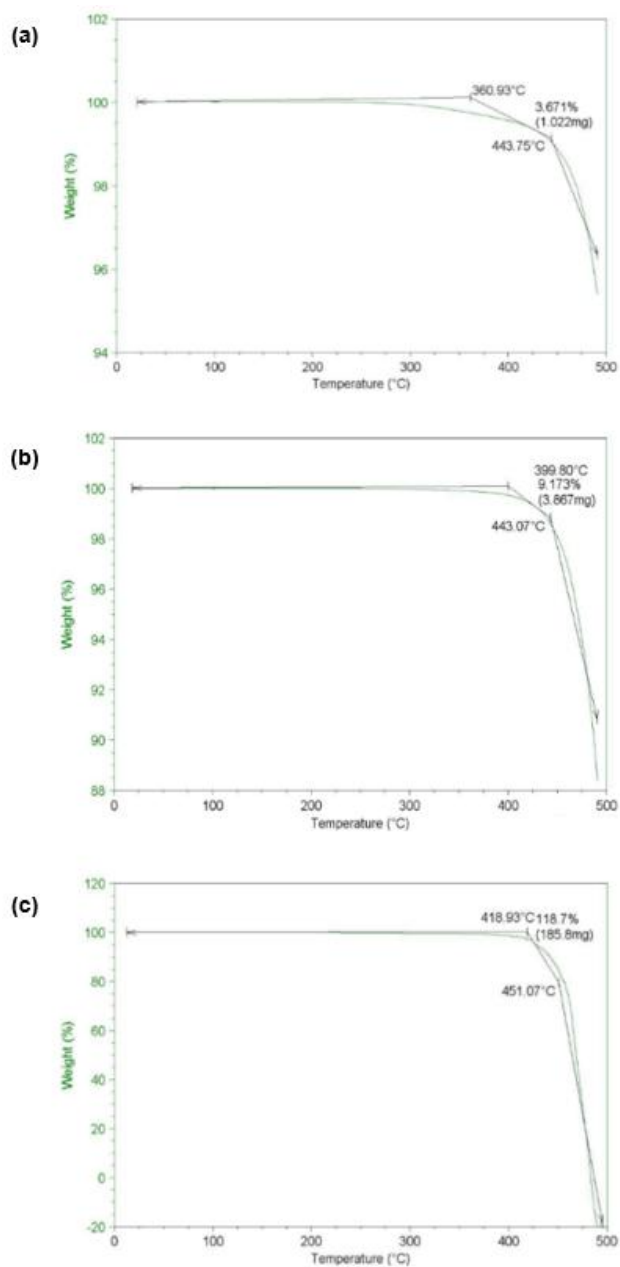 (a)
102
100
98
96
94
Weight (%)
360.93°C
3.671%
(1.022mg)
443.75°C
0
100
200
300
400
500
Temperature (°C)
(b)
102
100
98
96
94
92
90
88
Weight (%)
399.80°C
9.173%
(3.867mg)
443.07°C
0
100
200
300
400
500
Temperature (°C)
(c)
120
100
80
60
40
20
0
-20
Weight (%)
418.93°C
118.7%
(185.8mg)
451.07°C
0
100
200
300
400
500
Temperature (°C)